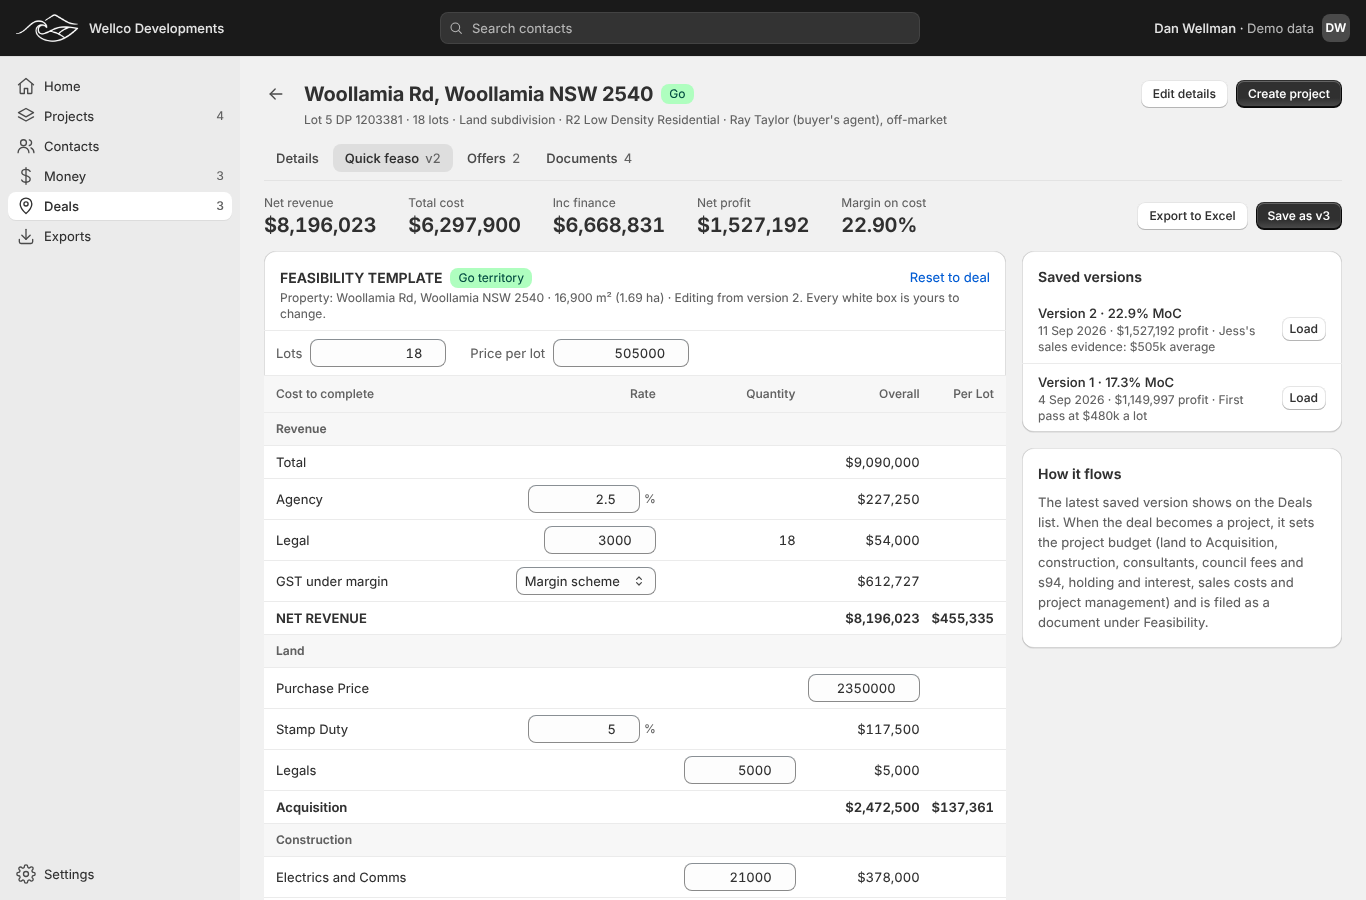 Wellco Developments
Search contacts
Dan Wellman · Demo data DW
Home
Projects 4
Contacts
Money 3
Deals 3
Exports
Settings
Woollamia Rd, Woollamia NSW 2540 Go
Edit details
Create project
Lot 5 DP 1203381 · 18 lots · Land subdivision · R2 Low Density Residential · Ray Taylor (buyer's agent), off-market
Details Quick feaso v2 Offers 2 Documents 4
Net revenue Total cost Inc finance Net profit Margin on cost
$8,196,023 $6,297,900 $6,668,831 $1,527,192 22.90%
Export to Excel
Save as v3
FEASIBILITY TEMPLATE Go territory
Reset to deal
Property: Woollamia Rd, Woollamia NSW 2540 · 16,900 m² (1.69 ha) · Editing from version 2. Every white box is yours to
change.
Lots 18 Price per lot 505000
Cost to complete Rate Quantity Overall Per Lot
Revenue
Total $9,090,000
Agency 2.5 % $227,250
Legal 3000 18 $54,000
GST under margin Margin scheme $612,727
NET REVENUE $8,196,023 $455,335
Land
Purchase Price 2350000
Stamp Duty 5 % $117,500
Legals 5000 $5,000
Acquisition $2,472,500 $137,361
Construction
Electrics and Comms 21000 $378,000
Saved versions
Version 2 · 22.9% MoC
11 Sep 2026 · $1,527,192 profit · Jess's
sales evidence: $505k average
Load
Version 1 · 17.3% MoC
4 Sep 2026 · $1,149,997 profit · First
pass at $480k a lot
Load
How it flows
The latest saved version shows on the Deals
list. When the deal becomes a project, it sets
the project budget (land to Acquisition,
construction, consultants, council fees and
s94, holding and interest, sales costs and
project management) and is filed as a
document under Feasibility.